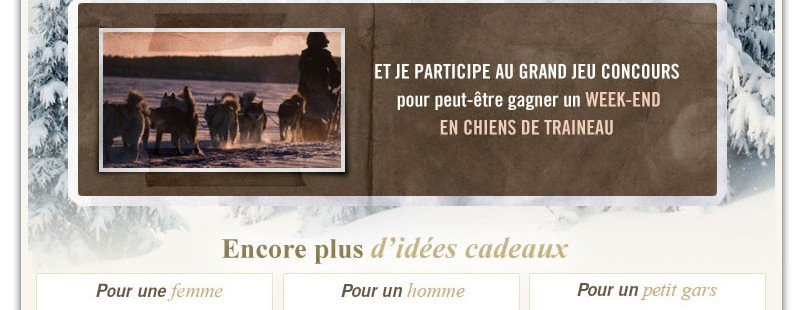 ET JE PARTICIPE AU GRAND JEU CONCOURS
pour peut-être gagner un WEEK-END
EN CHIENS DE TRAINEAU
Encore plus d'idées cadeaux
Pour une femme
Pour un homme
Pour un petit gars